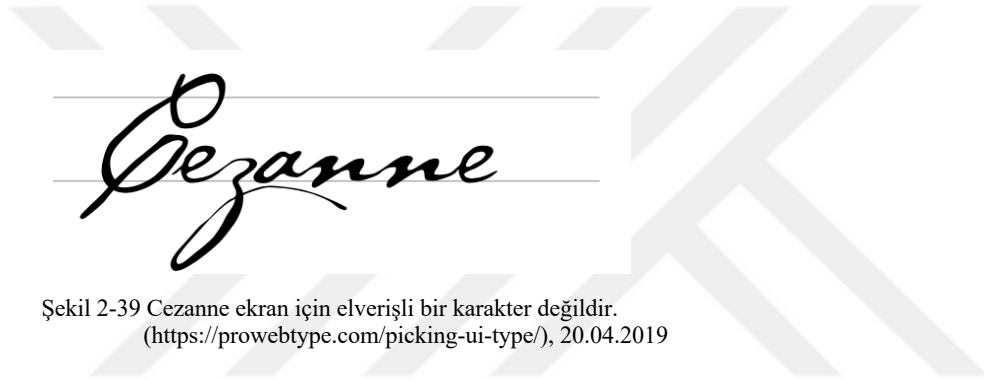 Cezanne
Şekil 2-39 Cezanne ekran için elverişli bir karakter değildir.
(https://prowebtype.com/picking-ui-type/), 20.04.2019